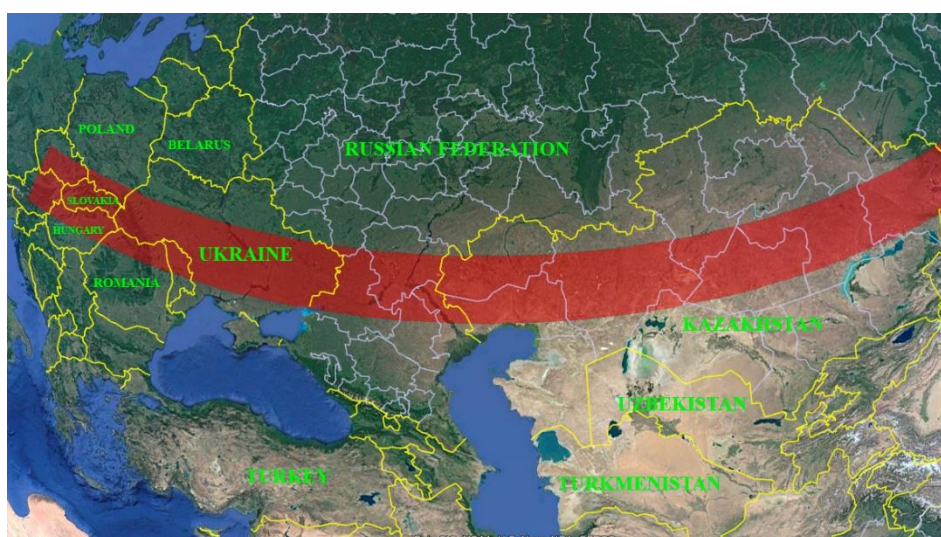 POLAND
BELARUS
RUSSIAN FEDERATION
SLOVAKIA
HUNGARY
UKRAINE
ROMANIA
KAZAKHSTAN
UZBEKISTAN
TURKEY
TURKMENISTAN